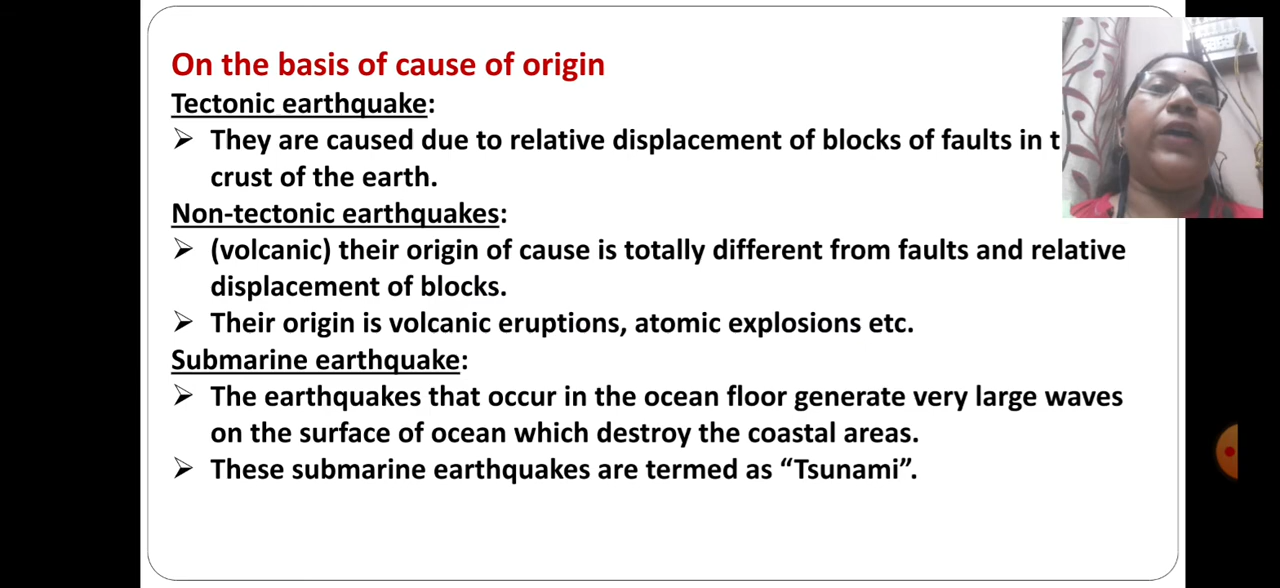 On the basis of cause of origin
Tectonic earthquake:
➢ They are caused due to relative displacement of blocks of faults in t
crust of the earth.
Non-tectonic earthquakes:
➢ (volcanic) their origin of cause is totally different from faults and relative
displacement of blocks.
➢ Their origin is volcanic eruptions, atomic explosions etc.
Submarine earthquake:
➢ The earthquakes that occur in the ocean floor generate very large waves
on the surface of ocean which destroy the coastal areas.
➢ These submarine earthquakes are termed as “Tsunami”.